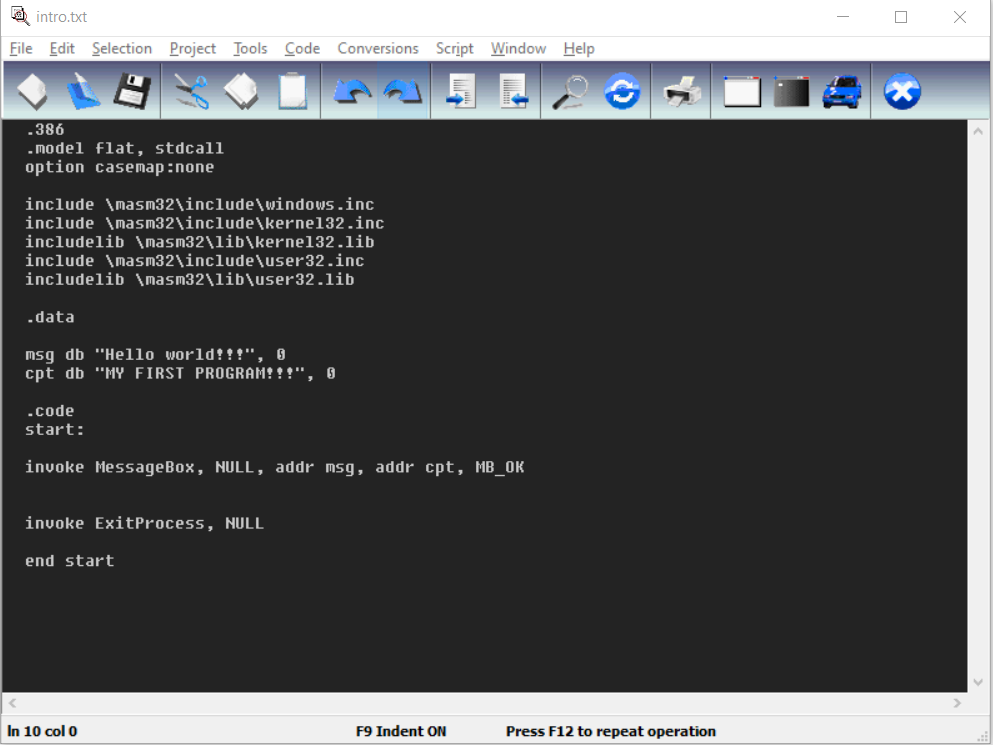 intro.txt
File Edit Selection Project Tools Code Conversions Script Window Help
.386
.model flat, stdcall
option casemap:none
include \masm32\include\windows.inc
include \masm32\include\kernel32.inc
includelib \masm32\lib\kernel32.lib
include \masm32\include\user32.inc
includelib \masm32\lib\user32.lib
.data
msg db "Hello world!!!", 0
cpt db "MY FIRST PROGRAM!!!", 0
.code
start:
invoke MessageBox, NULL, addr msg, addr cpt, MB_OK
invoke ExitProcess, NULL
end start
ln 10 col 0 F9 Indent ON Press F12 to repeat operation